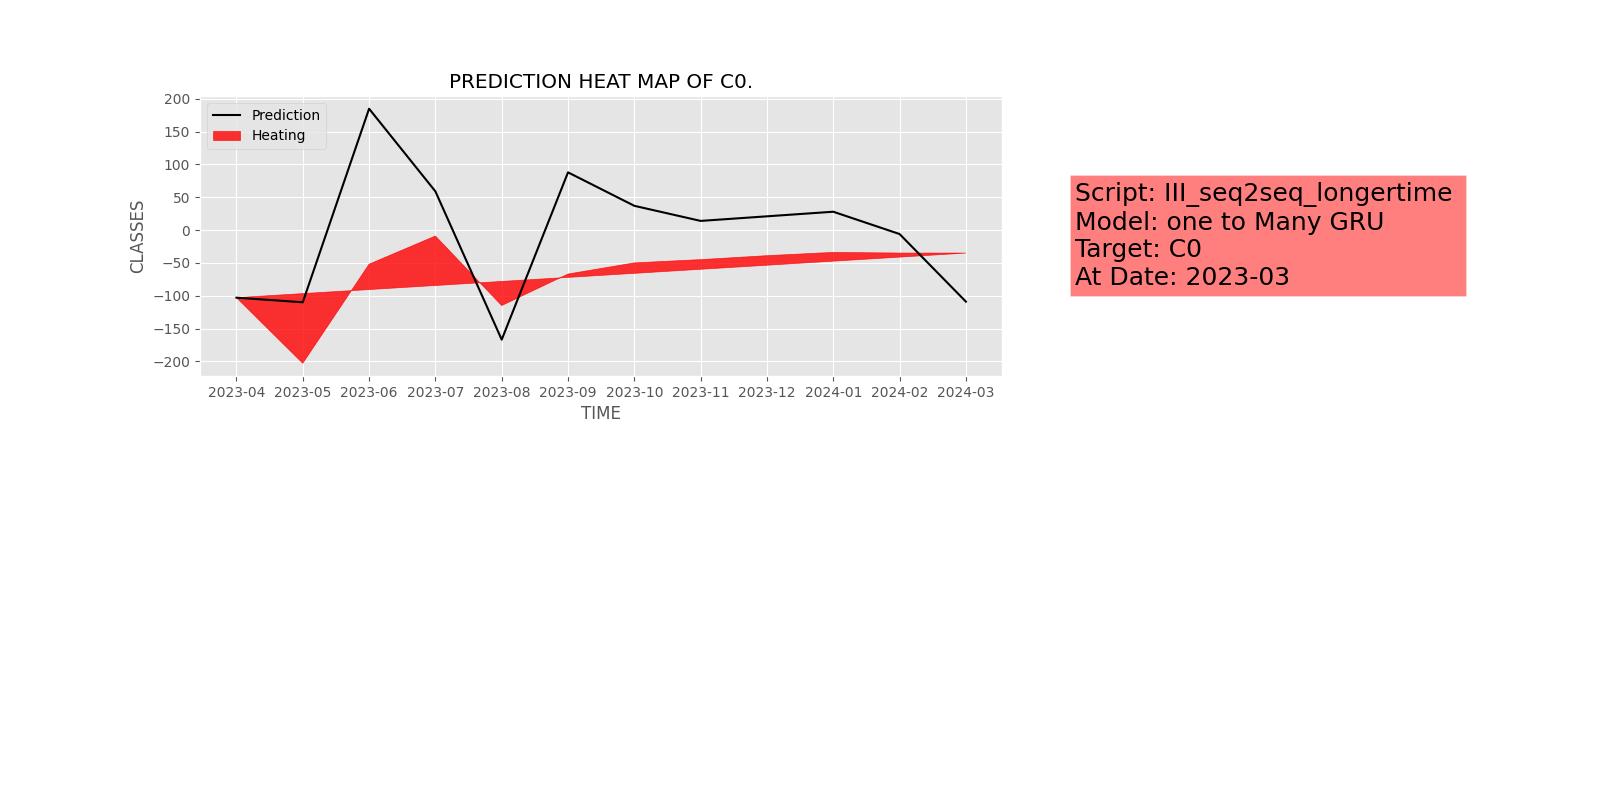 PREDICTION HEAT MAP OF C0.
200
150
100
50
0
−50
−100
−150
−200
CLASSES
Prediction
Heating
2023-04 2023-05 2023-06 2023-07 2023-08 2023-09 2023-10 2023-11 2023-12 2024-01 2024-02 2024-03
TIME
Script: III_seq2seq_longertime
Model: one to Many GRU
Target: C0
At Date: 2023-03